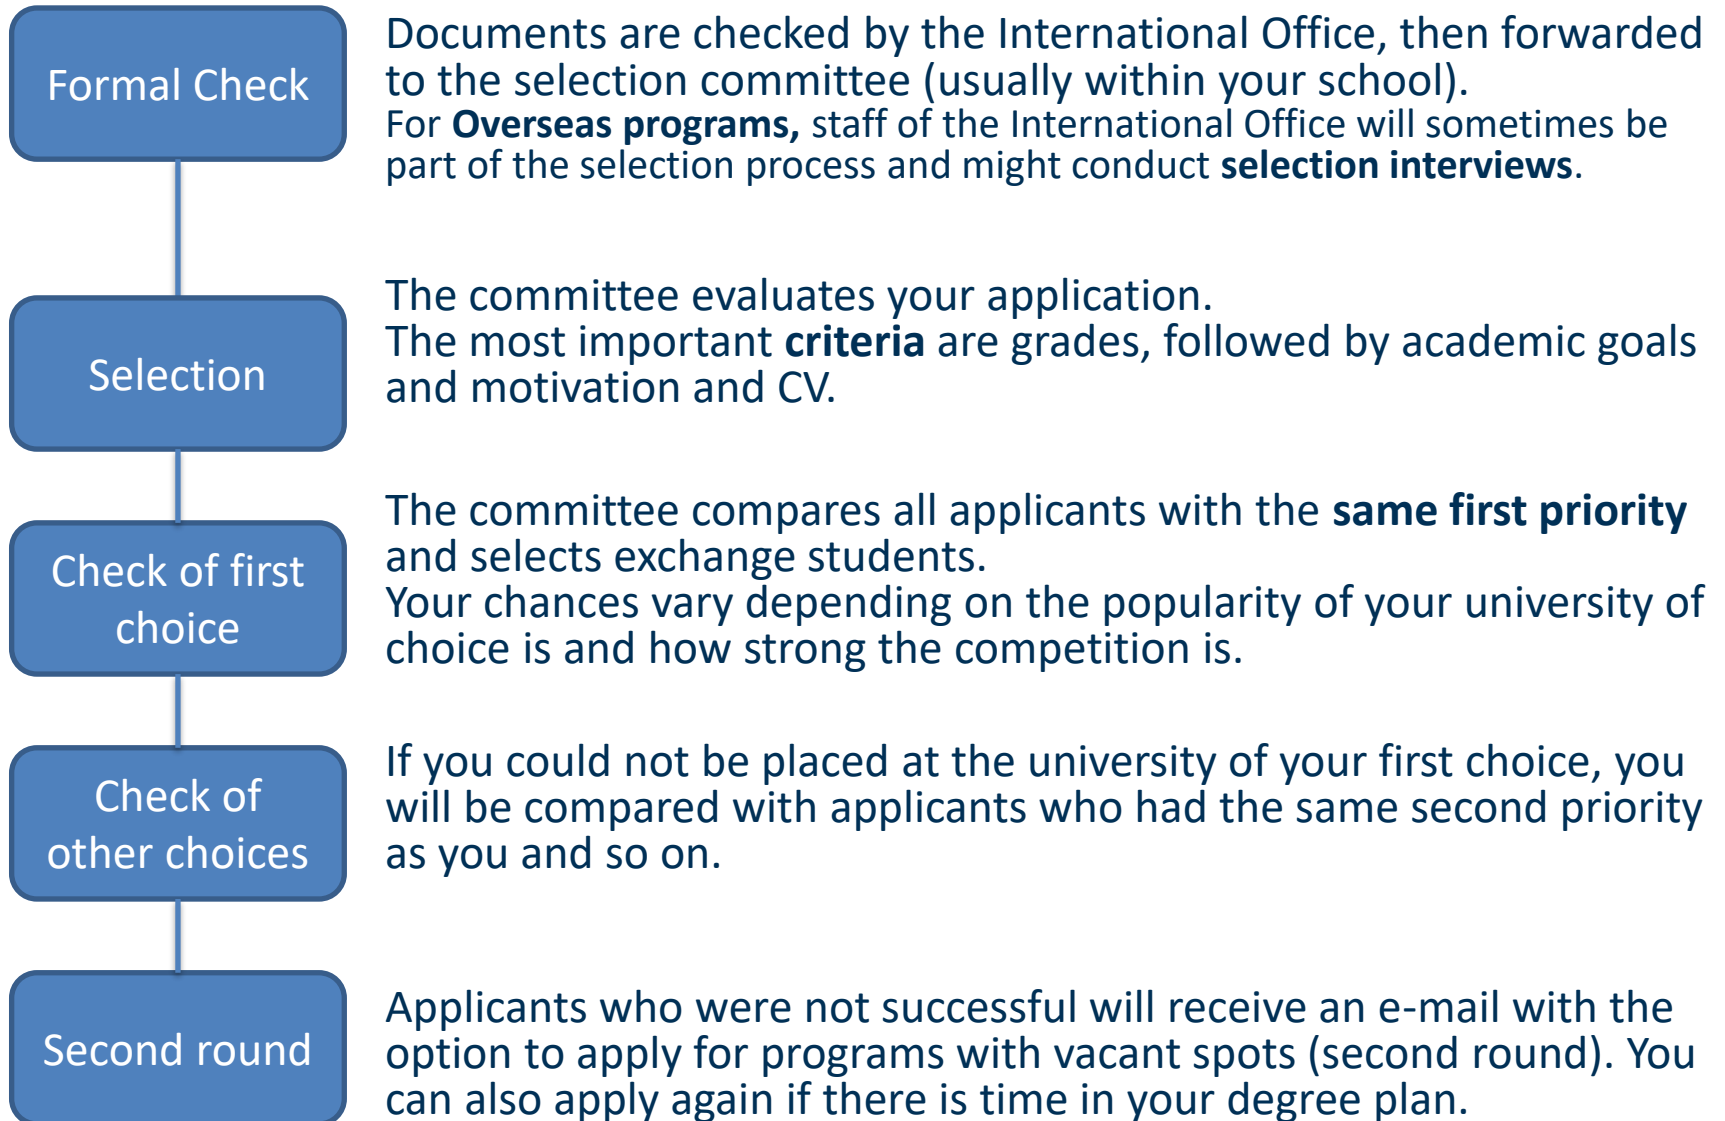 Formal Check
Documents are checked by the International Office, then forwarded
to the selection committee (usually within your school).
For Overseas programs, staff of the International Office will sometimes be
part of the selection process and might conduct selection interviews.
Selection
The committee evaluates your application.
The most important criteria are grades, followed by academic goals
and motivation and CV.
Check of first
choice
The committee compares all applicants with the same first priority
and selects exchange students.
Your chances vary depending on the popularity of your university of
choice is and how strong the competition is.
Check of
other choices
If you could not be placed at the university of your first choice, you
will be compared with applicants who had the same second priority
as you and so on.
Second round
Applicants who were not successful will receive an e-mail with the
option to apply for programs with vacant spots (second round). You
can also apply again if there is time in your degree plan.